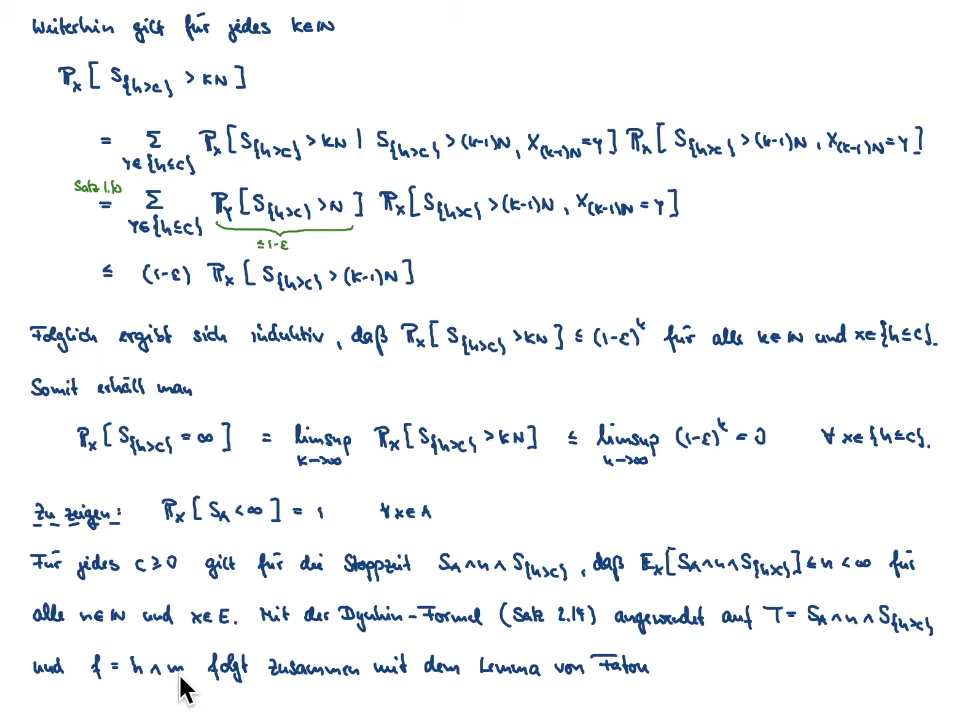 Weiterhin gilt für jedes k∈ℕ
ℙ_x[ S_{h>c} > kN ]
= Σ_{y∈{h≤c}} ℙ_x[ S_{h>c} > kN | S_{h>c} > (k-1)N, X_{(k-1)N} = y ] ℙ_x[ S_{h>c} > (k-1)N, X_{(k-1)N} = y ]
Satz 1.10
= Σ_{y∈{h≤c}} ℙ_y[ S_{h>c} > N ] ℙ_x[ S_{h>c} > (k-1)N, X_{(k-1)N} = y ]
≤ 1-ε
≤ (1-ε) ℙ_x[ S_{h>c} > (k-1)N ]
Folglich ergibt sich induktiv, daß ℙ_x[ S_{h>c} > kN ] ≤ (1-ε)^k für alle k∈ℕ und x∈{h≤c}.
Somit erhält man
ℙ_x[ S_{h>c} = ∞ ] = limsup_{k→∞} ℙ_x[ S_{h>c} > kN ] ≤ limsup_{k→∞} (1-ε)^k = 0 ∀ x∈{h≤c}.
Zu zeigen: ℙ_x[ S_A < ∞ ] = 1 ∀ x∈A
Für jedes c ≥ 0 gilt für die Stoppzeit S_A ∧ n ∧ S_{h>c}, daß 𝔼_x[ S_A ∧ n ∧ S_{h>c} ] ≤ n < ∞ für
alle n∈ℕ und x∈E. Mit der Dynkin-Formel (Satz 2.14) angewendet auf T = S_A ∧ n ∧ S_{h>c}
und f = h ∧ m folgt zusammen mit dem Lemma von Fatou